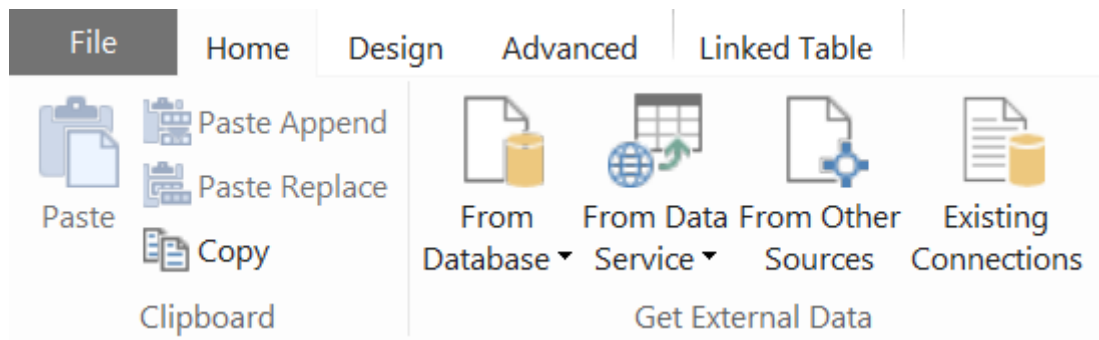 File Home Design Advanced Linked Table
Paste
Paste Append
Paste Replace
Copy
Clipboard
From
Database
From Data
Service
From Other
Sources
Existing
Connections
Get External Data